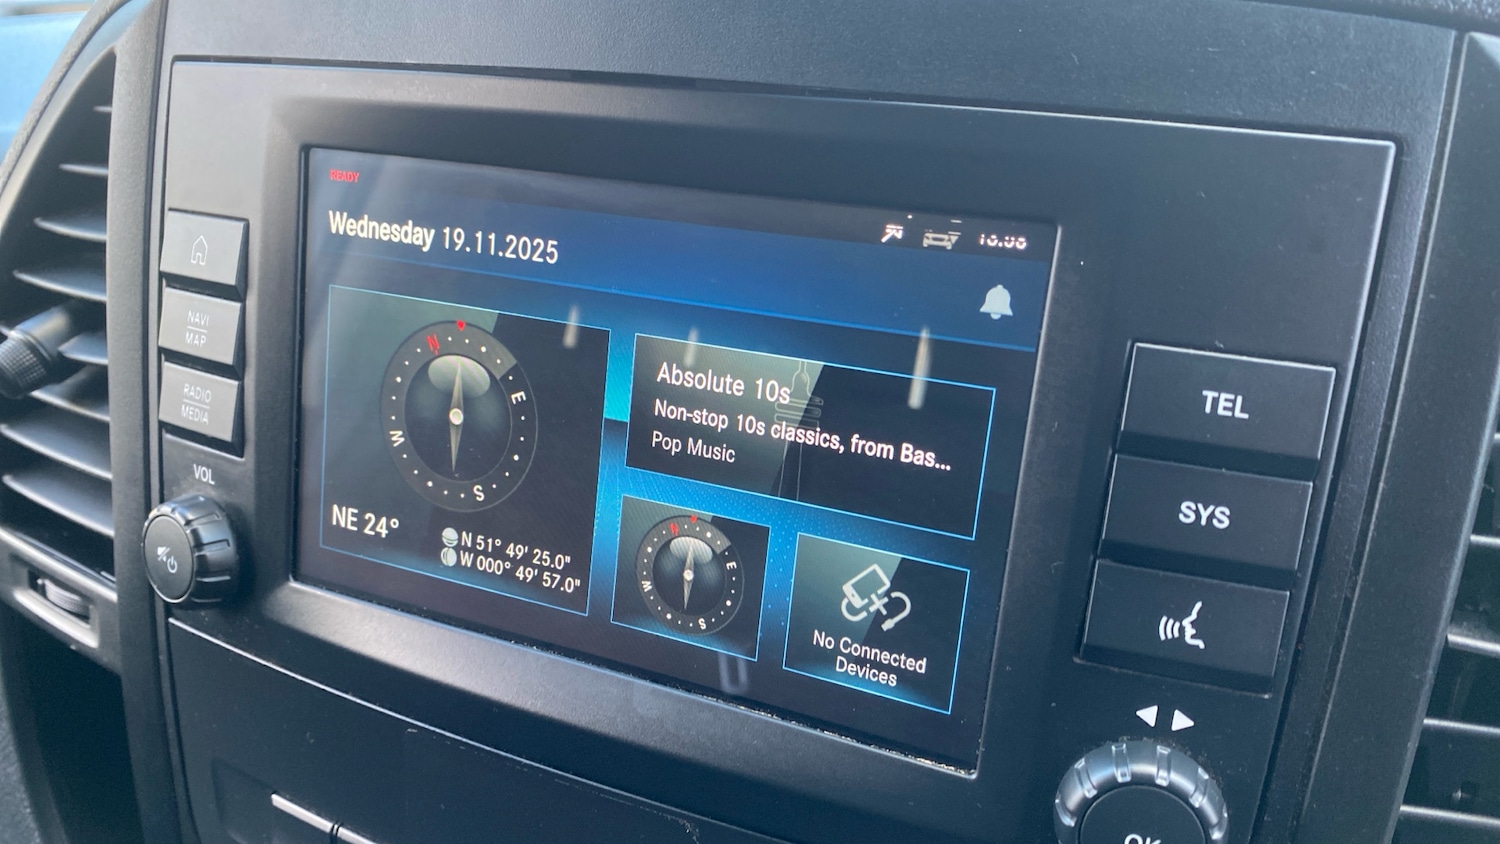 READY
Wednesday 19.11.2025
N
E
S
W
NE 24°
N 51° 49' 25.0"
W 000° 49' 57.0"
Absolute 10s
Non-stop 10s classics, from Bas...
Pop Music
N
E
S
W
No Connected
Devices
NAVI
MAP
RADIO
MEDIA
VOL
TEL
SYS
OK